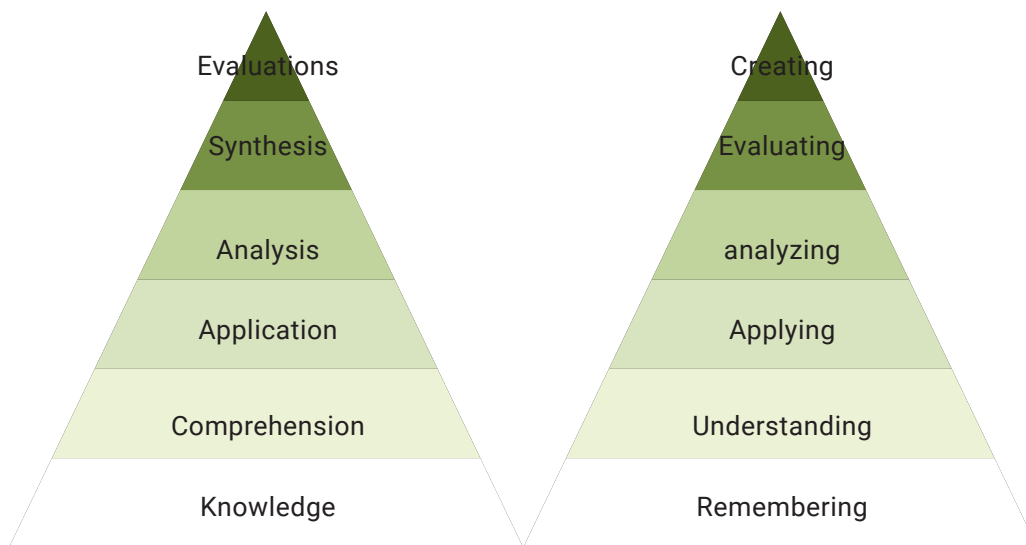 Evaluations
Synthesis
Analysis
Application
Comprehension
Knowledge
Creating
Evaluating
analyzing
Applying
Understanding
Remembering